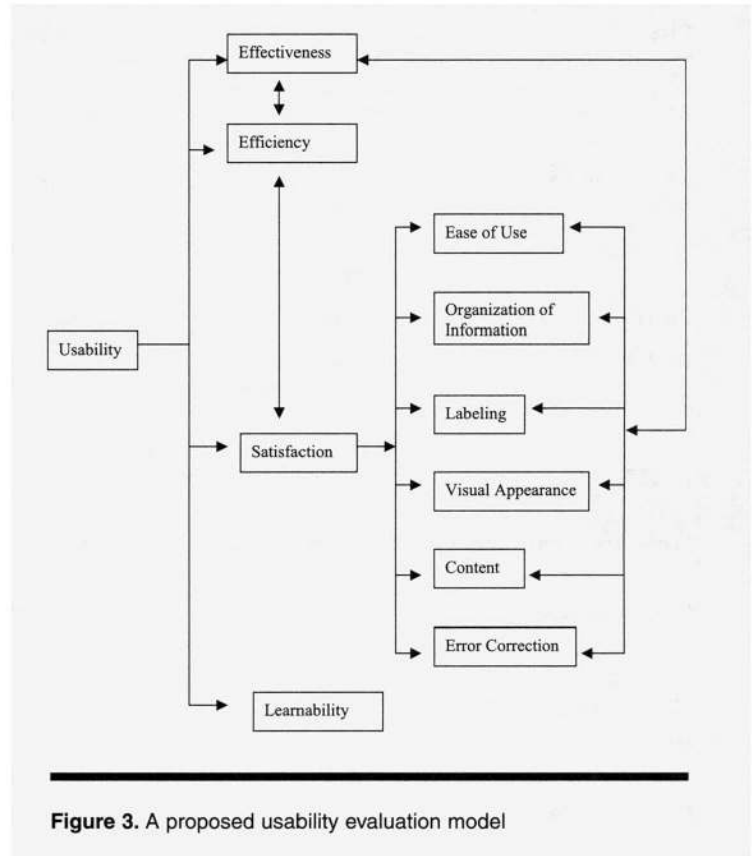 Effectiveness
Efficiency
Ease of Use
Organization of
Information
Usability
Labeling
Satisfaction
Visual Appearance
Content
Error Correction
Learnability
Figure 3. A proposed usability evaluation model